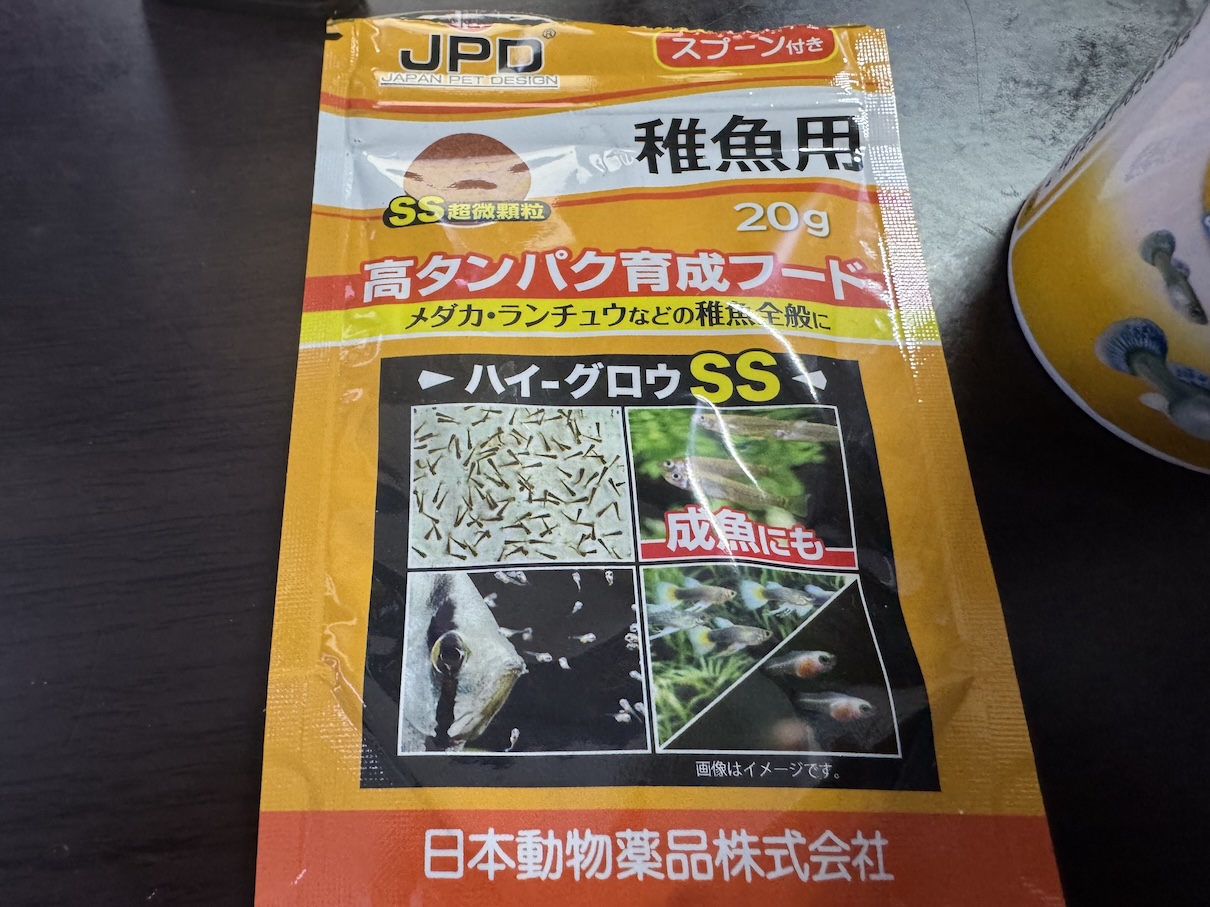 JPD®
JAPAN PET DESIGN
スプーン付き
稚魚用
SS超微顆粒
20g
高タンパク育成フード
メダカ・ランチュウなどの稚魚全般に
ハイ-グロウSS
成魚にも
画像はイメージです。
日本動物薬品株式会社